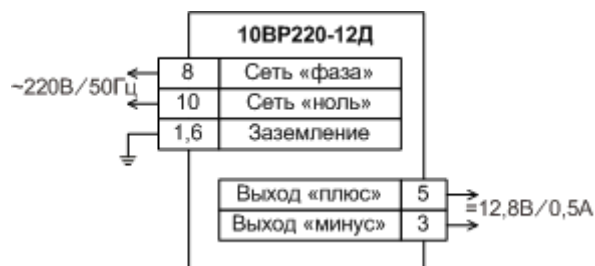 10ВР220-12Д
8 Сеть «фаза»
~220В/50Гц
10 Сеть «ноль»
1,6 Заземление
Выход «плюс» 5
=12,8В/0,5А
Выход «минус» 3